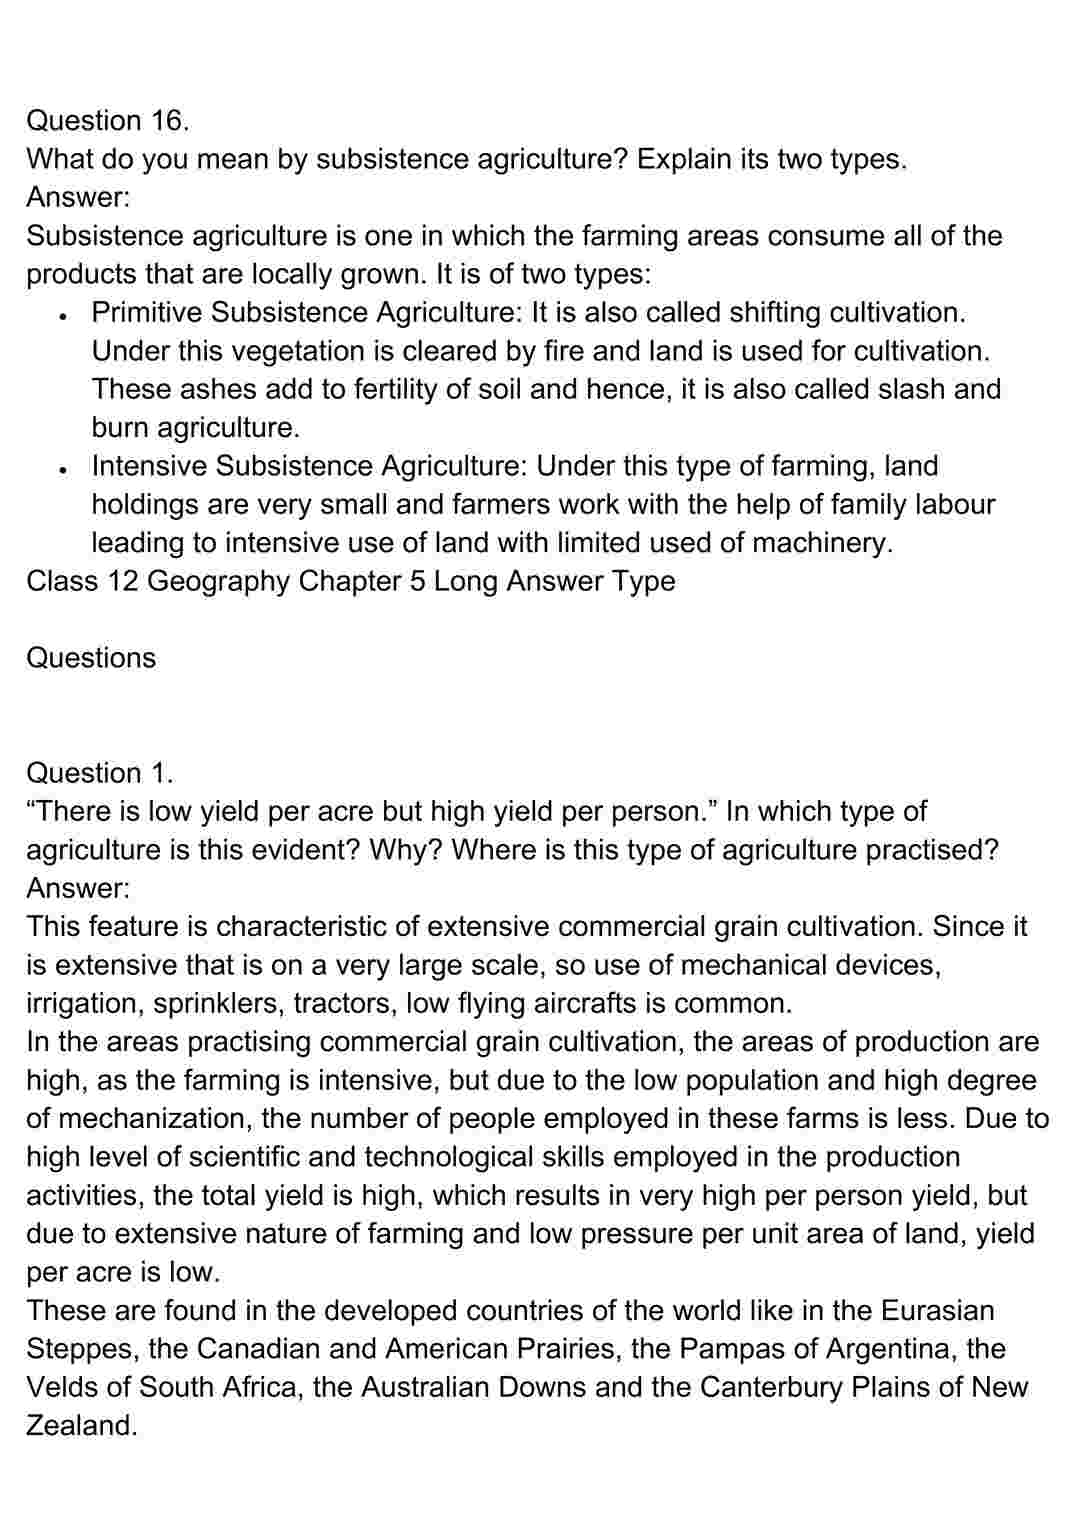 Question 16.
What do you mean by subsistence agriculture? Explain its two types.
Answer:
Subsistence agriculture is one in which the farming areas consume all of the
products that are locally grown. It is of two types:
• Primitive Subsistence Agriculture: It is also called shifting cultivation.
Under this vegetation is cleared by fire and land is used for cultivation.
These ashes add to fertility of soil and hence, it is also called slash and
burn agriculture.
• Intensive Subsistence Agriculture: Under this type of farming, land
holdings are very small and farmers work with the help of family labour
leading to intensive use of land with limited used of machinery.
Class 12 Geography Chapter 5 Long Answer Type
Questions
Question 1.
“There is low yield per acre but high yield per person.” In which type of
agriculture is this evident? Why? Where is this type of agriculture practised?
Answer:
This feature is characteristic of extensive commercial grain cultivation. Since it
is extensive that is on a very large scale, so use of mechanical devices,
irrigation, sprinklers, tractors, low flying aircrafts is common.
In the areas practising commercial grain cultivation, the areas of production are
high, as the farming is intensive, but due to the low population and high degree
of mechanization, the number of people employed in these farms is less. Due to
high level of scientific and technological skills employed in the production
activities, the total yield is high, which results in very high per person yield, but
due to extensive nature of farming and low pressure per unit area of land, yield
per acre is low.
These are found in the developed countries of the world like in the Eurasian
Steppes, the Canadian and American Prairies, the Pampas of Argentina, the
Velds of South Africa, the Australian Downs and the Canterbury Plains of New
Zealand.